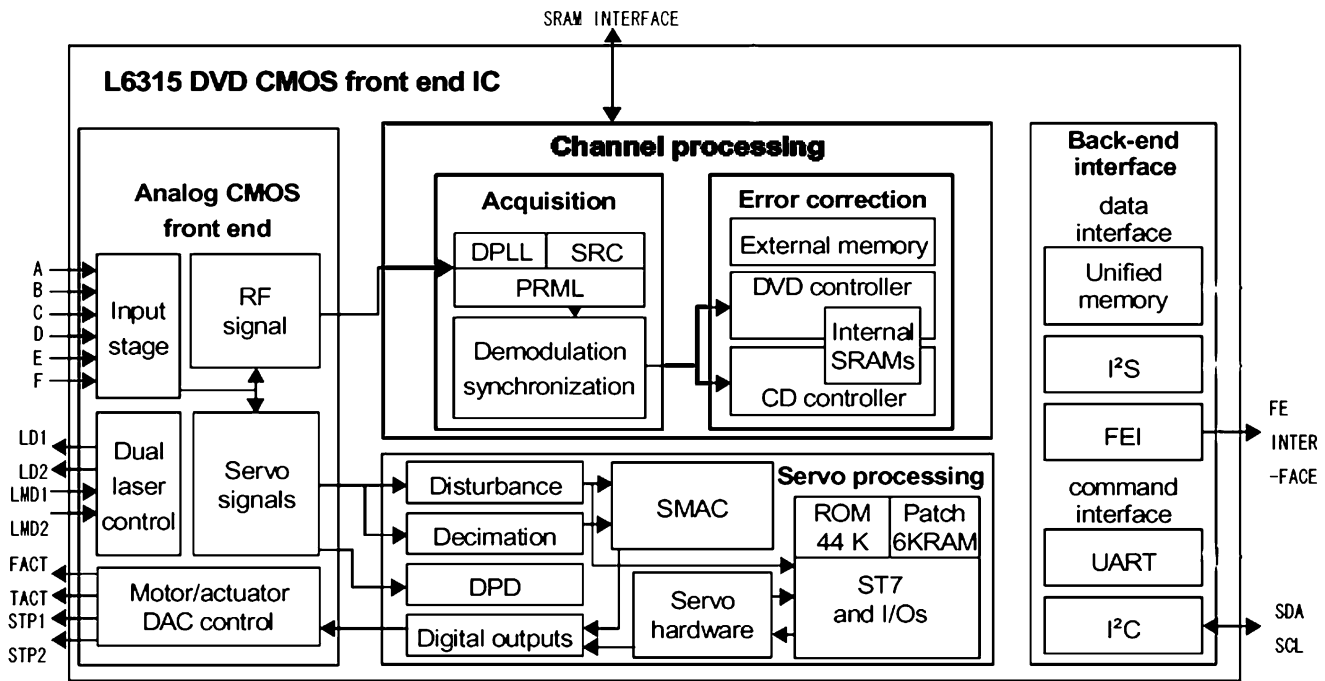 SRAM INTERFACE
L6315 DVD CMOS front end IC
Analog CMOS
front end
A
B
C
D
E
F
Input
stage
RF
signal
LD1
LD2
LMD1
LMD2
Dual
laser
control
Servo
signals
FACT
TACT
STP1
STP2
Motor/actuator
DAC control
Channel processing
Acquisition
DPLL
SRC
PRML
Demodulation
synchronization
Error correction
External memory
DVD controller
Internal
SRAMs
CD controller
Servo processing
Disturbance
Decimation
DPD
Digital outputs
SMAC
Servo
hardware
ROM
44 K
Patch
6KRAM
ST7
and I/Os
Back-end
interface
data
interface
Unified
memory
I²S
FEI
command
interface
UART
I²C
FE
INTER
-FACE
SDA
SCL